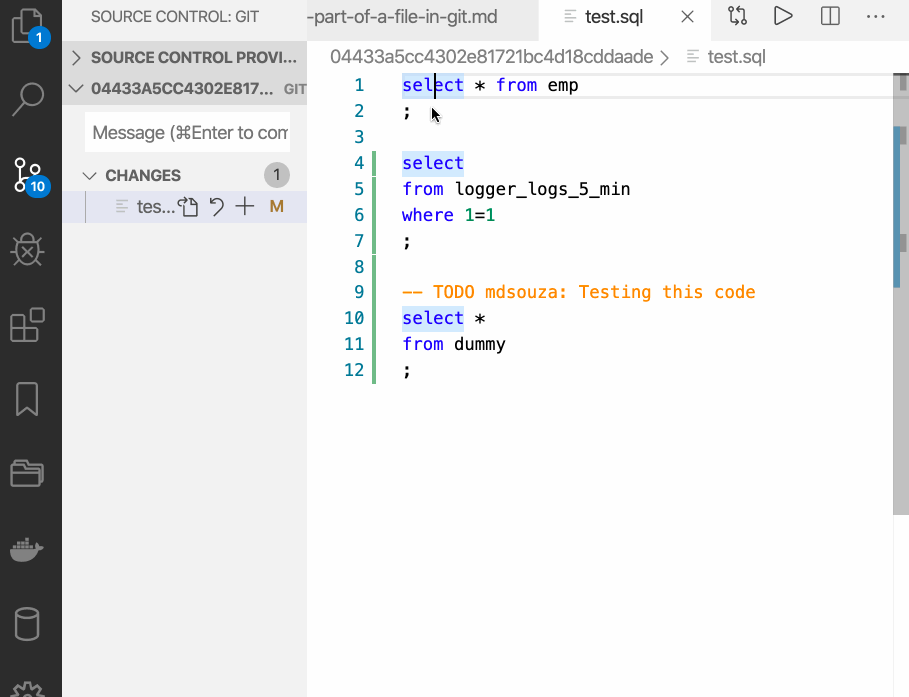 SOURCE CONTROL: GIT
-part-of-a-file-in-git.md
test.sql
1
SOURCE CONTROL PROVI...
04433A5CC4302E817... GIT
Message (⌘Enter to com
CHANGES 1
tes... M
10
04433a5cc4302e81721bc4d18cddaade > test.sql
1 select * from emp
2 ;
3
4 select
5 from logger_logs_5_min
6 where 1=1
7 ;
8
9 -- TODO mdsouza: Testing this code
10 select *
11 from dummy
12 ;